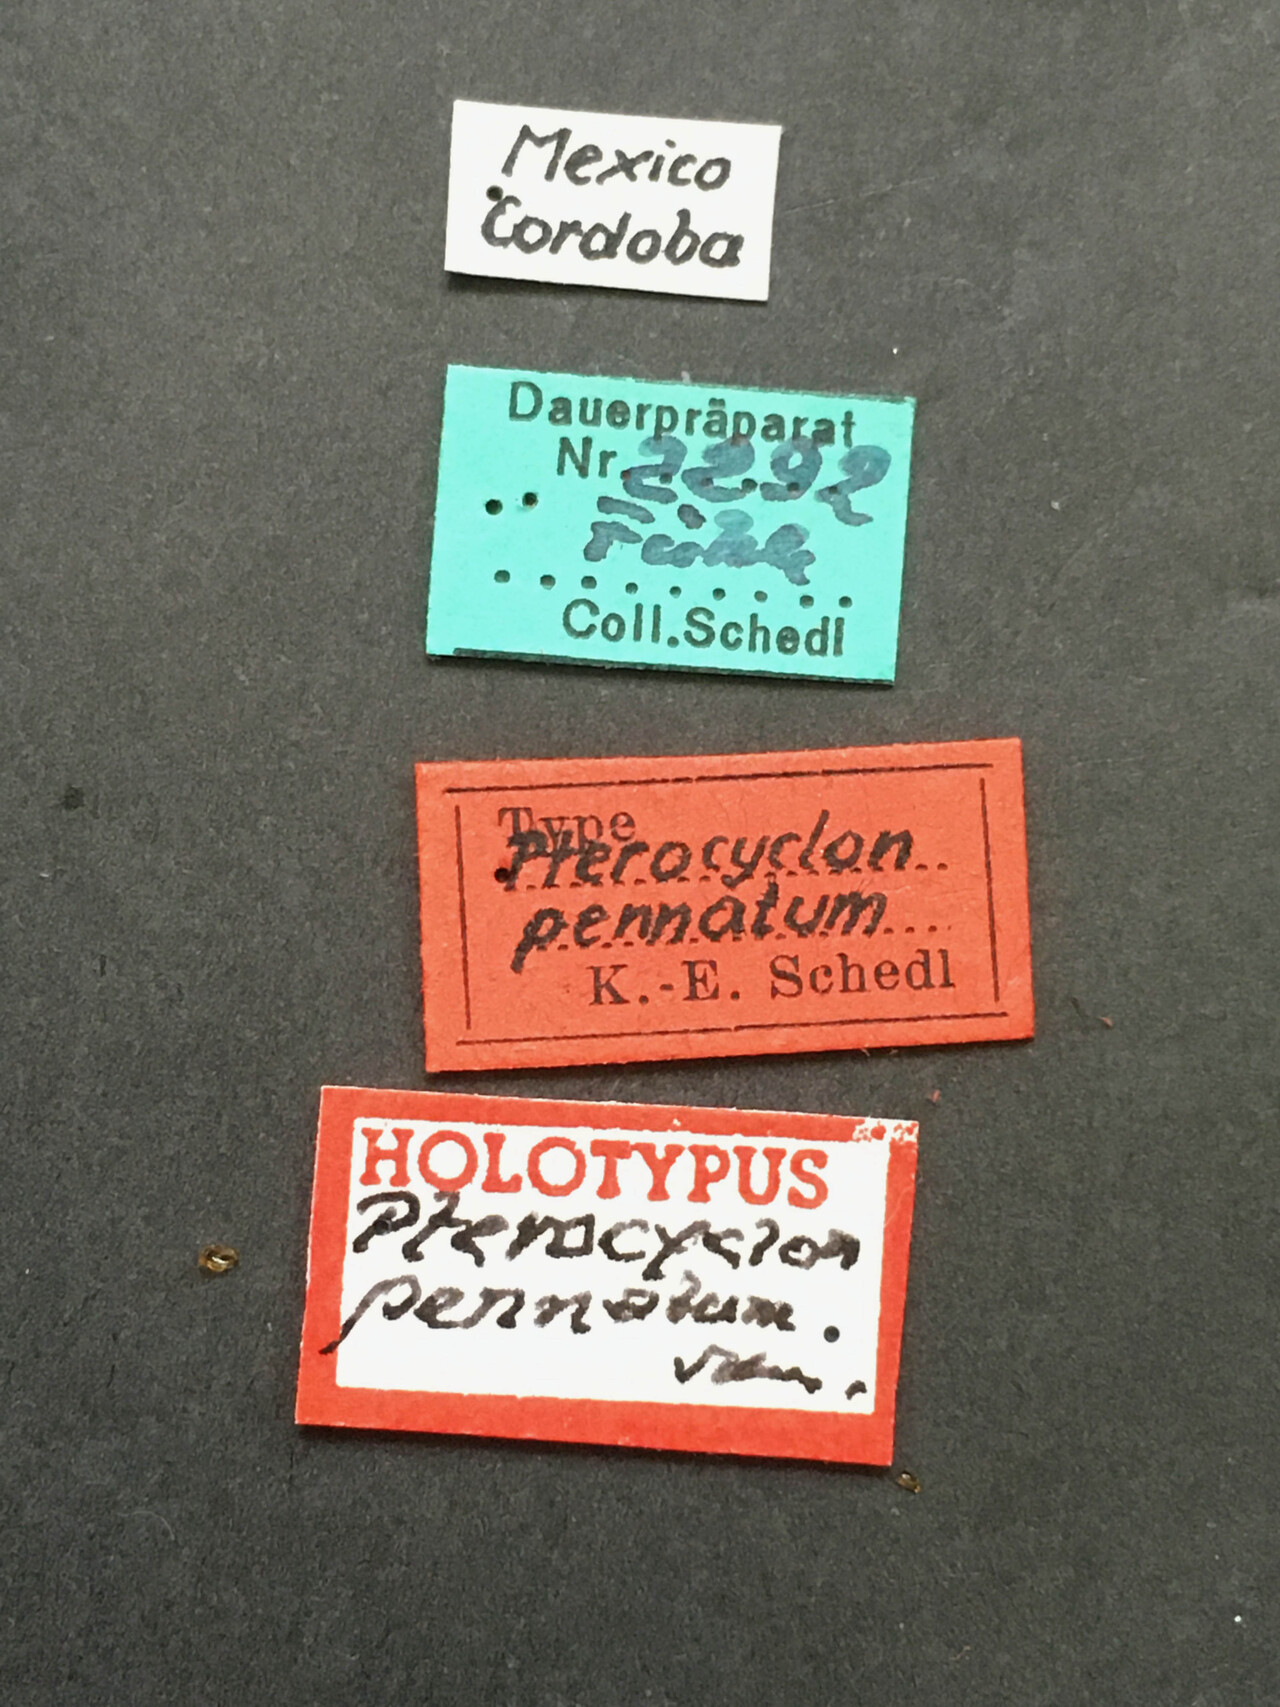 Mexico
Cordoba
Dauerpräparat
Nr. 2292
Coll. Schedl
Type
Pterocyclon
pennatum
K.-E. Schedl
HOLOTYPUS
Pterocyclon
pennatum.